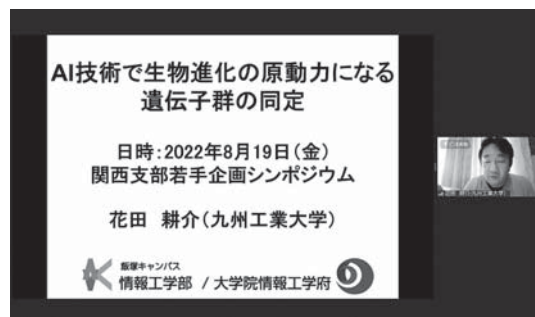 AI技術で生物進化の原動力になる
遺伝子群の同定
日時:2022年8月19日(金)
関西支部若手企画シンポジウム
花田 耕介(九州工業大学)
飯塚キャンパス
情報工学部 / 大学院情報工学府